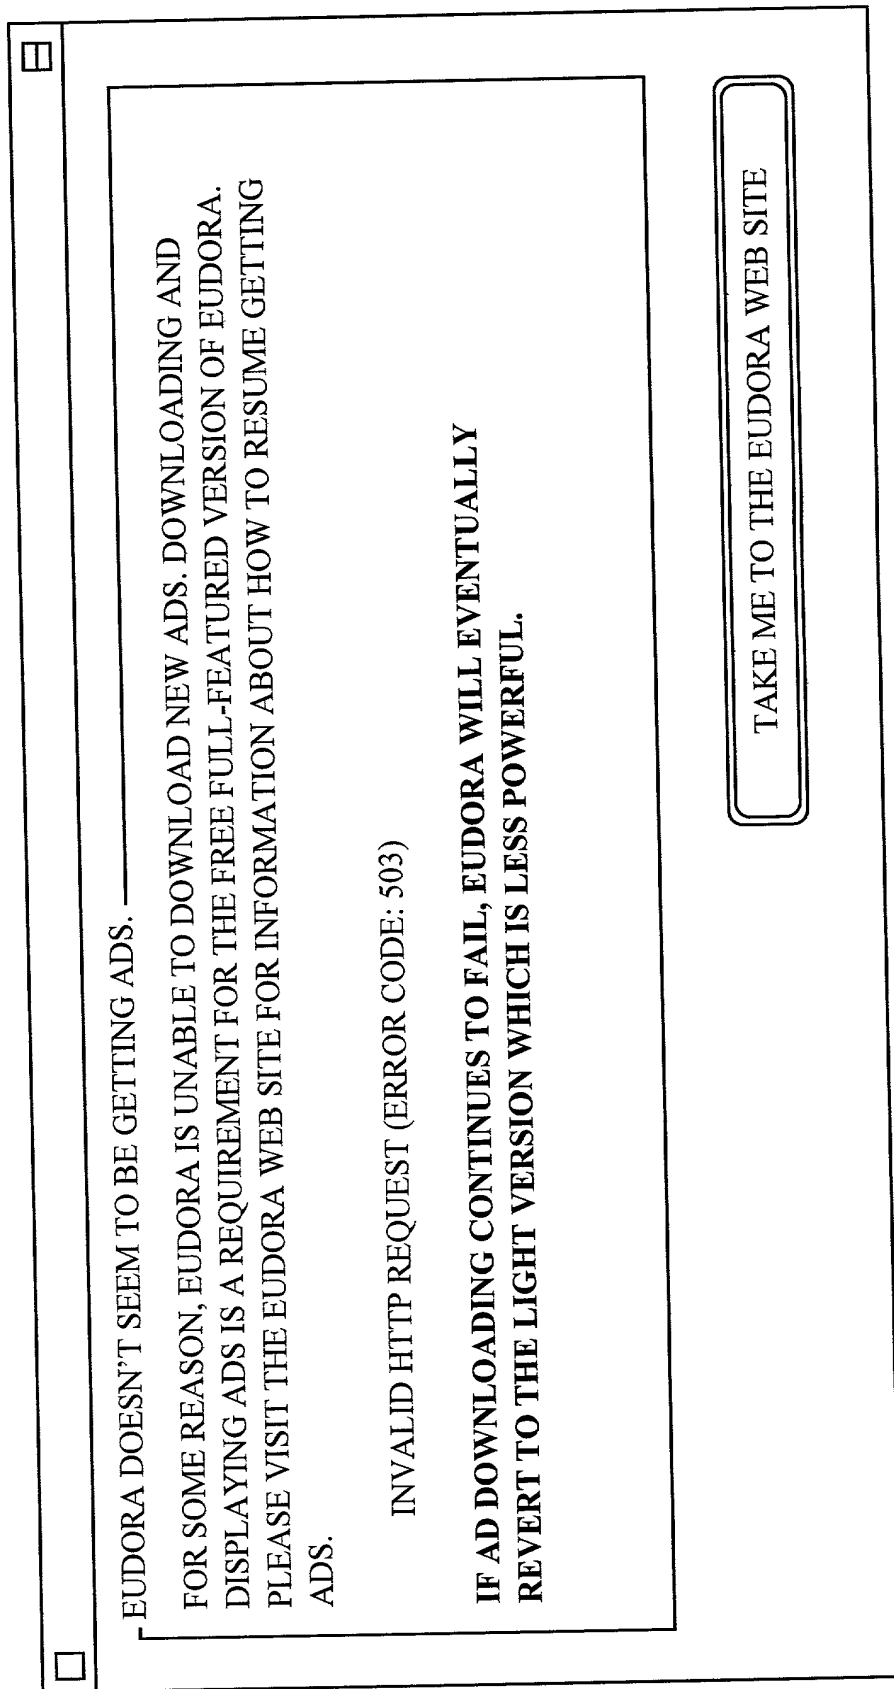 EUDORA DOESN'T SEEM TO BE GETTING ADS.
FOR SOME REASON, EUDORA IS UNABLE TO DOWNLOAD NEW ADS. DOWNLOADING AND
DISPLAYING ADS IS A REQUIREMENT FOR THE FREE FULL-FEATURED VERSION OF EUDORA.
PLEASE VISIT THE EUDORA WEB SITE FOR INFORMATION ABOUT HOW TO RESUME GETTING
ADS.
INVALID HTTP REQUEST (ERROR CODE: 503)
IF AD DOWNLOADING CONTINUES TO FAIL, EUDORA WILL EVENTUALLY
REVERT TO THE LIGHT VERSION WHICH IS LESS POWERFUL.
TAKE ME TO THE EUDORA WEB SITE